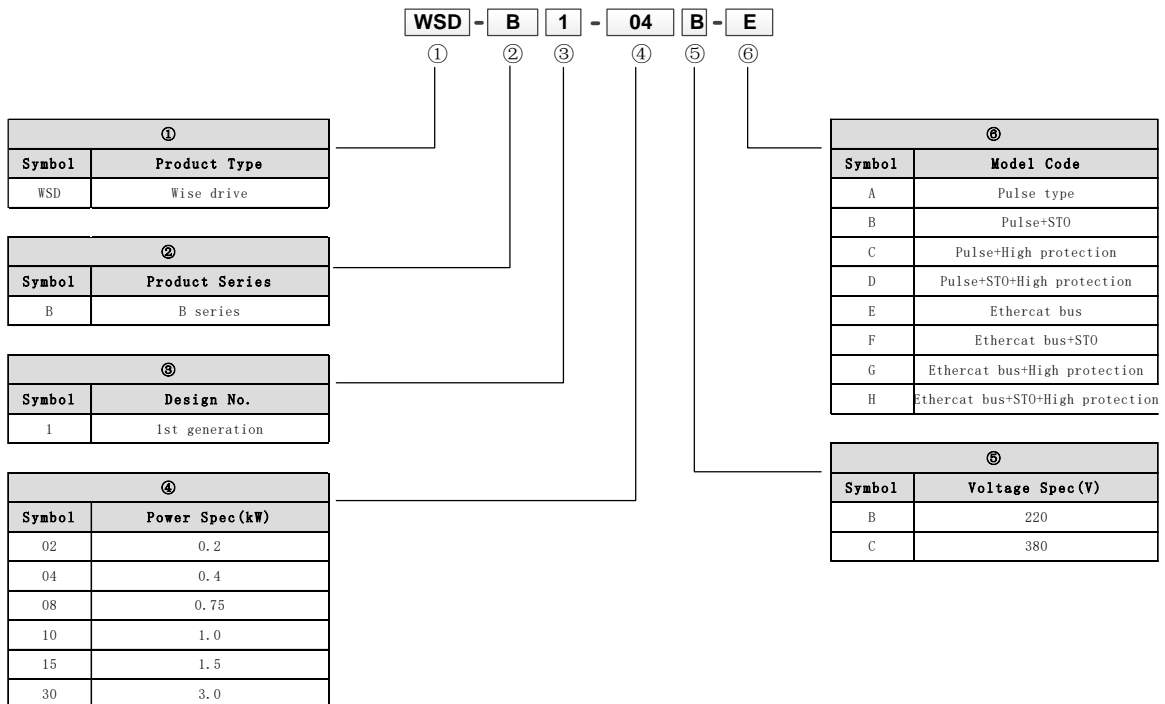 WSD - B 1 - 04 B - E
① ② ③ ④ ⑤ ⑥
①
Symbol Product Type
WSD Wise drive
②
Symbol Product Series
B B series
③
Symbol Design No.
1 1st generation
④
Symbol Power Spec(kW)
02 0.2
04 0.4
08 0.75
10 1.0
15 1.5
30 3.0
⑥
Symbol Model Code
A Pulse type
B Pulse+STO
C Pulse+High protection
D Pulse+STO+High protection
E Ethercat bus
F Ethercat bus+STO
G Ethercat bus+High protection
H Ethercat bus+STO+High protection
⑤
Symbol Voltage Spec(V)
B 220
C 380